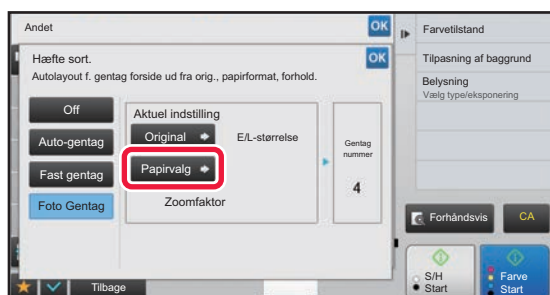 Andet
OK
Hæfte sort.
OK
Autolayout f. gentag forside ud fra orig., papirformat, forhold.
Off
Auto-gentag
Fast gentag
Foto Gentag
Aktuel indstilling
Original
E/L-størrelse
Papirvalg
Zoomfaktor
Gentag
nummer
4
Tilbage
Farvetilstand
Tilpasning af baggrund
Belysning
Vælg type/eksponering
Forhåndsvis
CA
S/H
Start
Farve
Start